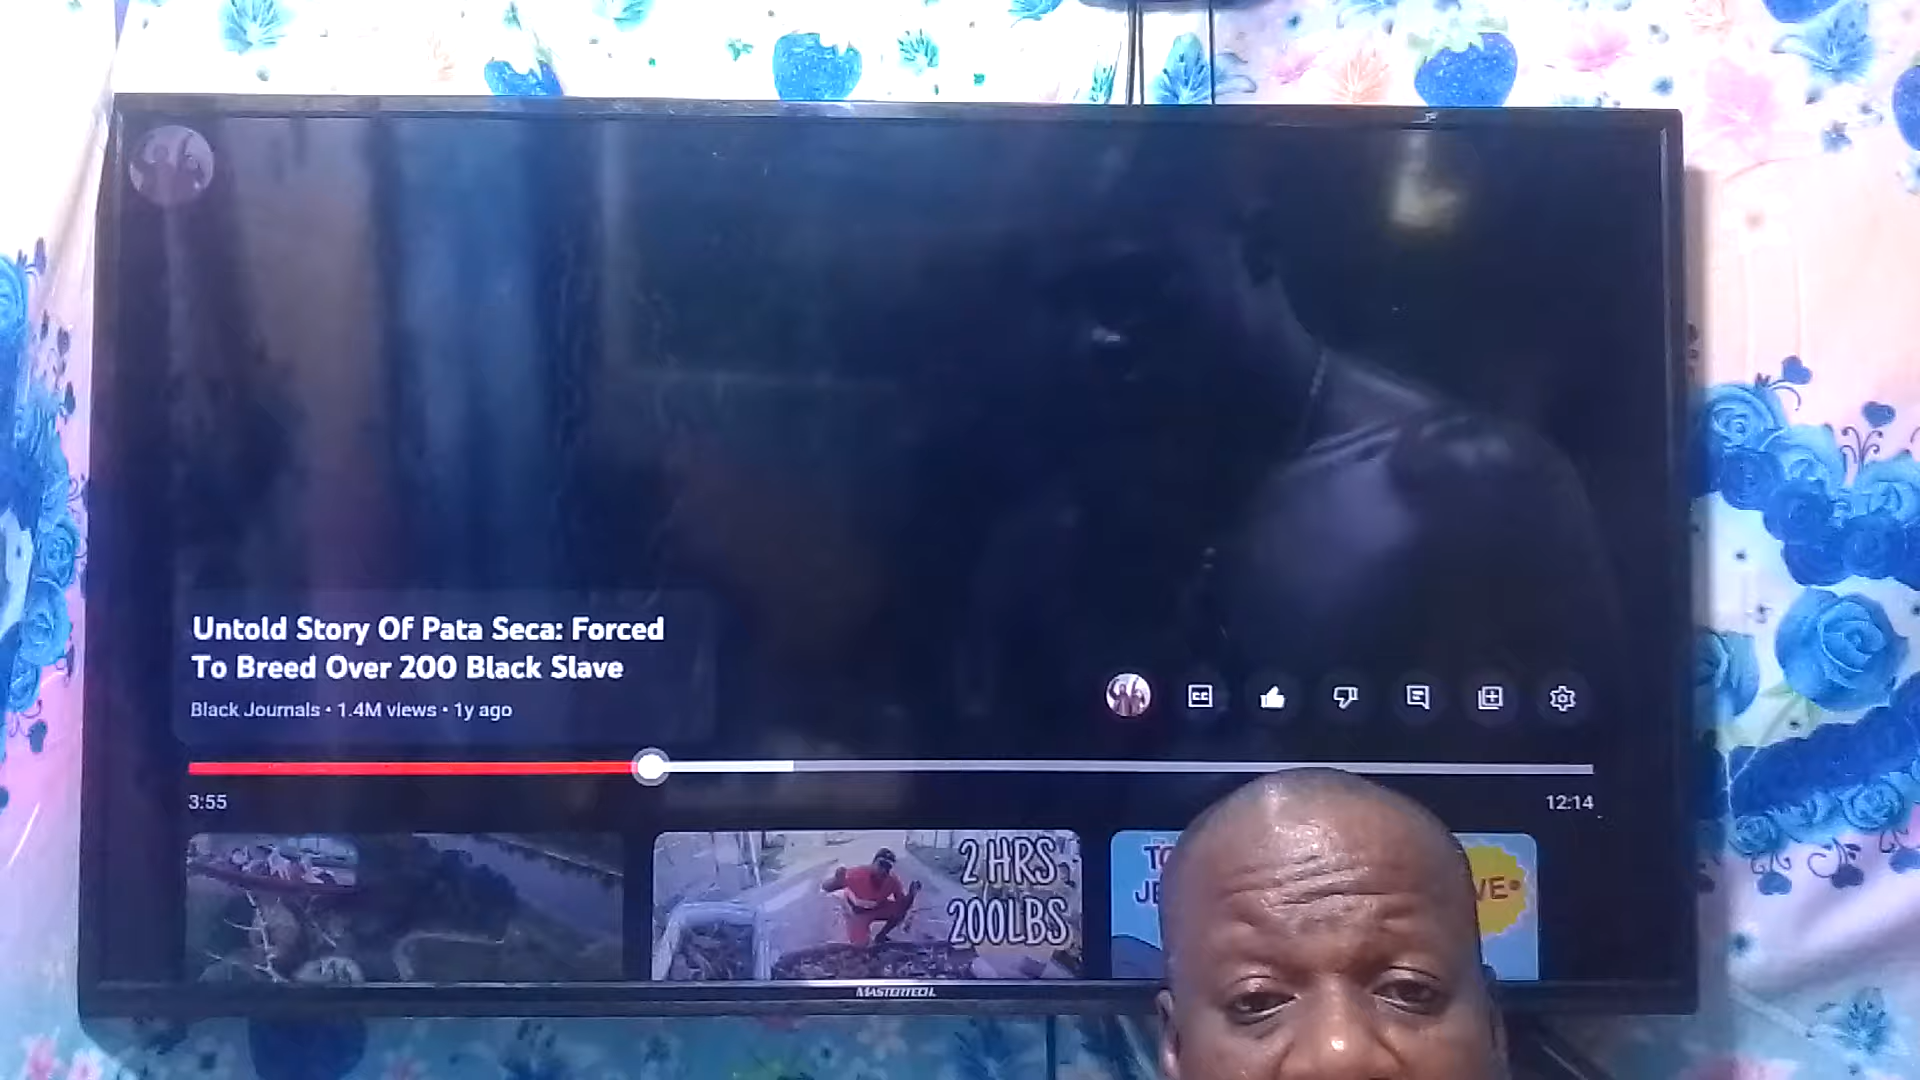 Untold Story Of Pata Seca: Forced
To Breed Over 200 Black Slave
Black Journals • 1.4M views • 1y ago
CC
3:55
12:14
2 HRS
200LBS
MASTERTECH